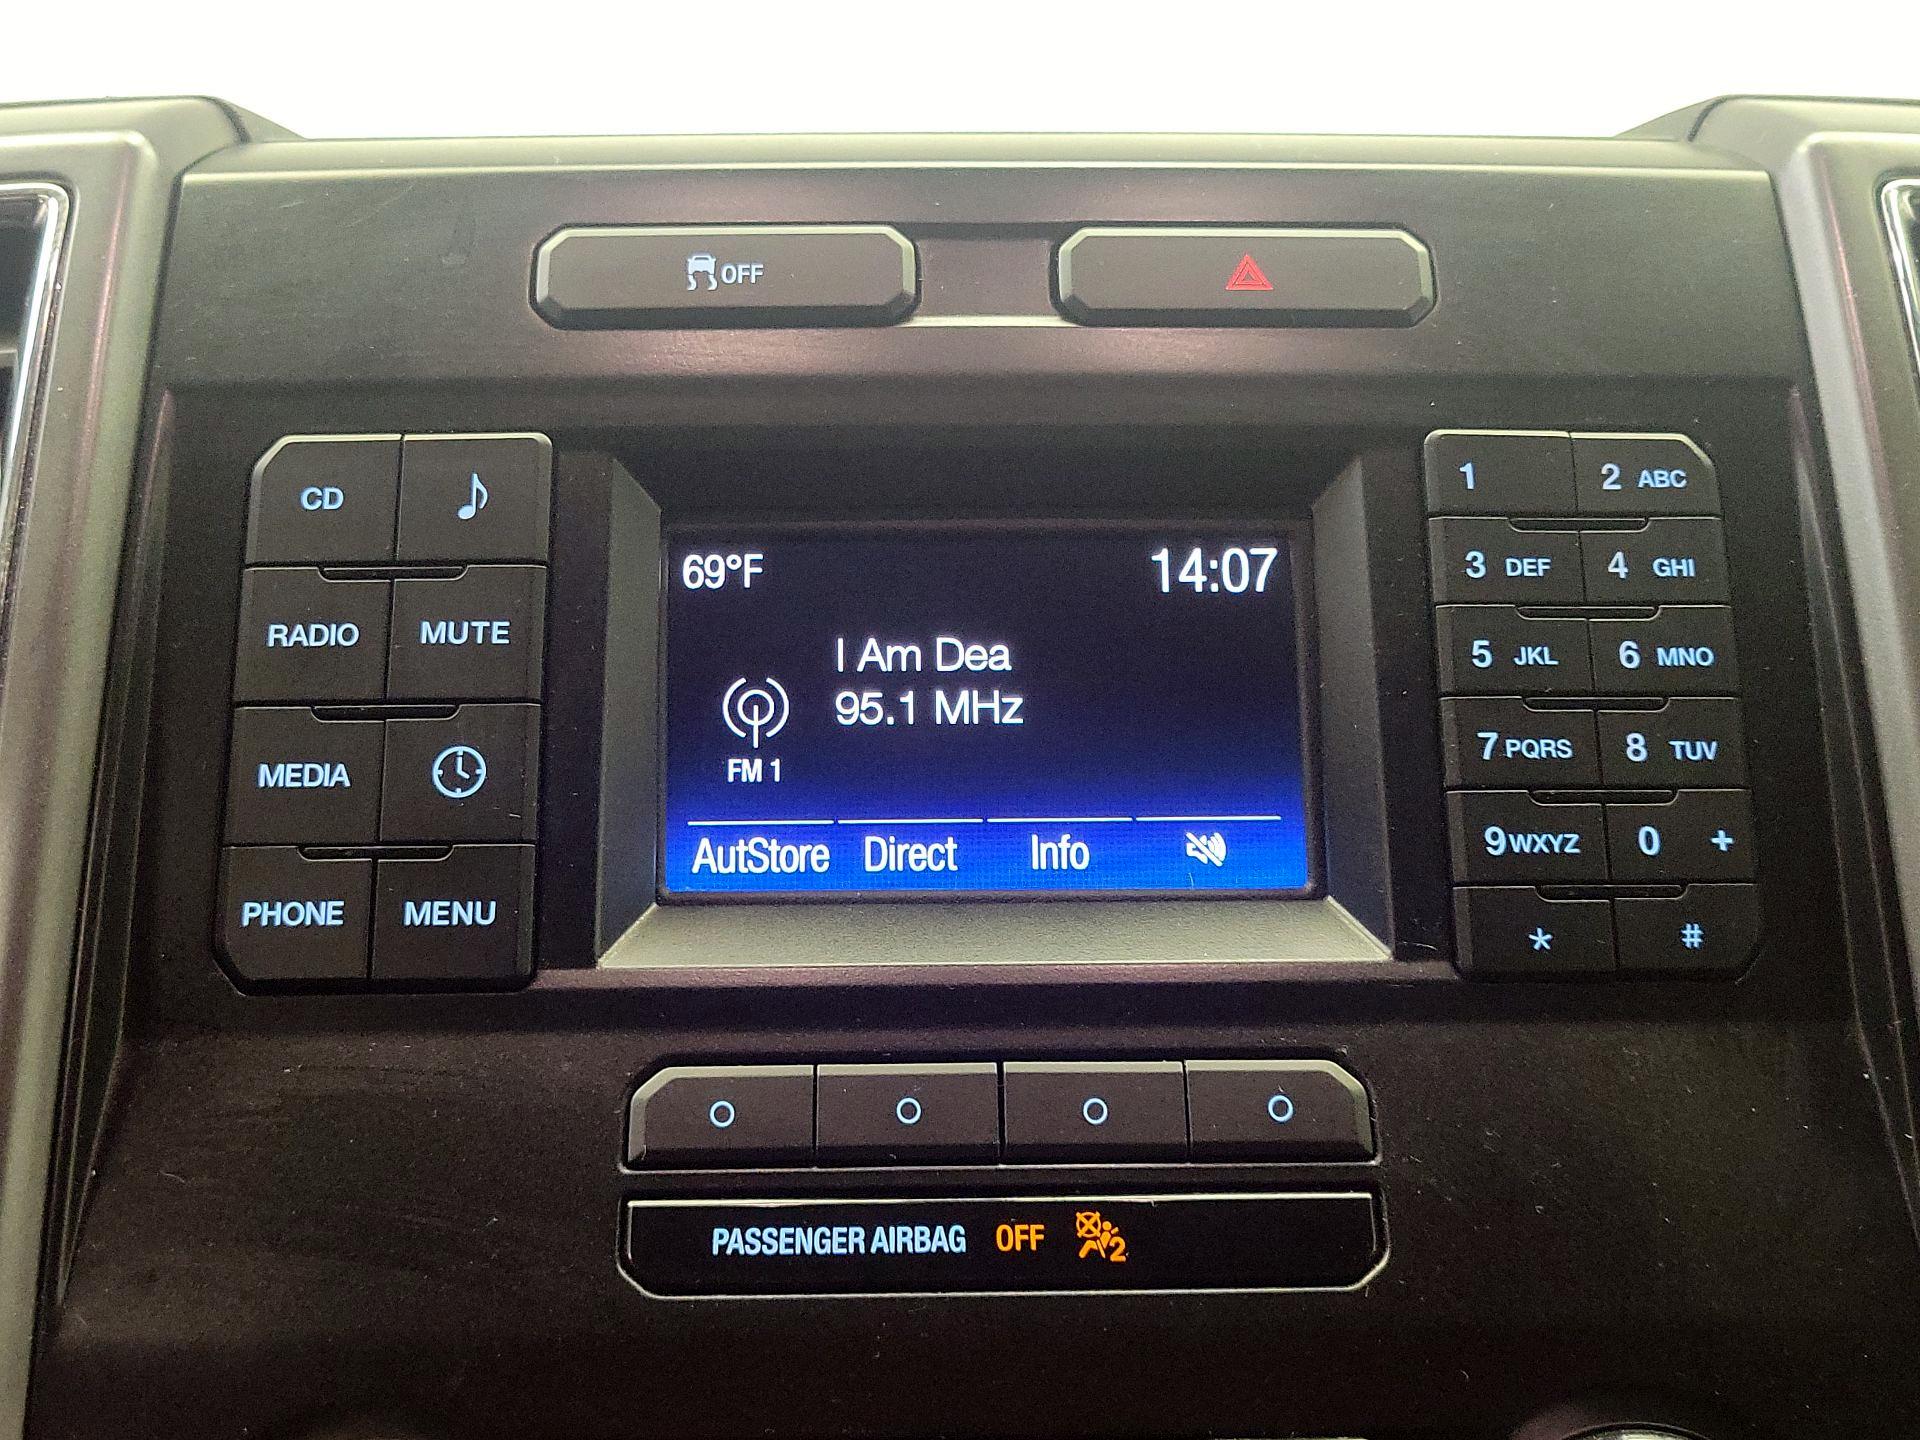 OFF
CD
RADIO MUTE
MEDIA
PHONE MENU
69°F 14:07
I Am Dea
95.1 MHz
FM 1
AutStore Direct Info
1 2 ABC
3 DEF 4 GHI
5 JKL 6 MNO
7 PQRS 8 TUV
9 WXYZ 0 +
* #
PASSENGER AIRBAG OFF 2